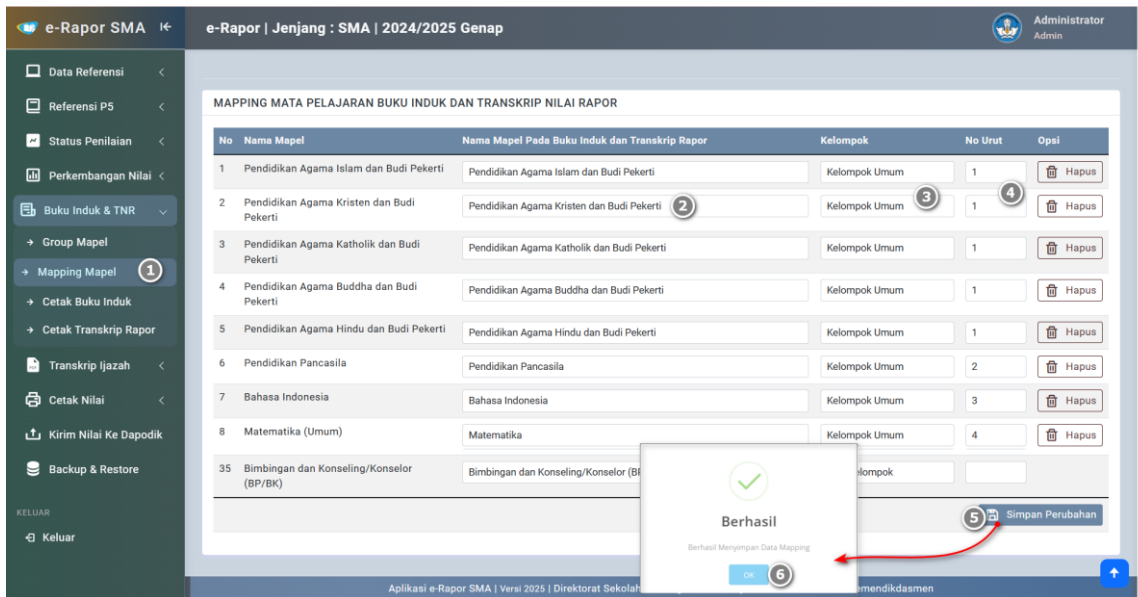 e-Rapor SMA
e-Rapor | Jenjang : SMA | 2024/2025 Genap
Administrator
Admin
Data Referensi
Referensi P5
Status Penilaian
Perkembangan Nilai
Buku Induk & TNR
Group Mapel
Mapping Mapel 1
Cetak Buku Induk
Cetak Transkrip Rapor
Transkrip Ijazah
Cetak Nilai
Kirim Nilai Ke Dapodik
Backup & Restore
KELUAR
Keluar
MAPPING MATA PELAJARAN BUKU INDUK DAN TRANSKRIP NILAI RAPOR
No Nama Mapel Nama Mapel Pada Buku Induk dan Transkrip Rapor Kelompok No Urut Opsi
1 Pendidikan Agama Islam dan Budi Pekerti Pendidikan Agama Islam dan Budi Pekerti Kelompok Umum 1 Hapus
3 4
2 Pendidikan Agama Kristen dan Budi Pendidikan Agama Kristen dan Budi Pekerti 2 Kelompok Umum 1 Hapus
Pekerti
3 Pendidikan Agama Katholik dan Budi Pendidikan Agama Katholik dan Budi Pekerti Kelompok Umum 1 Hapus
Pekerti
4 Pendidikan Agama Buddha dan Budi Pendidikan Agama Buddha dan Budi Pekerti Kelompok Umum 1 Hapus
Pekerti
5 Pendidikan Agama Hindu dan Budi Pekerti Pendidikan Agama Hindu dan Budi Pekerti Kelompok Umum 1 Hapus
6 Pendidikan Pancasila Pendidikan Pancasila Kelompok Umum 2 Hapus
7 Bahasa Indonesia Bahasa Indonesia Kelompok Umum 3 Hapus
8 Matematika (Umum) Matematika Kelompok Umum 4 Hapus
35 Bimbingan dan Konseling/Konselor Bimbingan dan Konseling/Konselor
(BP/BK)
5 Simpan Perubahan
Berhasil
Berhasil Menyimpan Data Mapping
OK 6
Aplikasi e-Rapor SMA | Versi 2025 | Direktorat